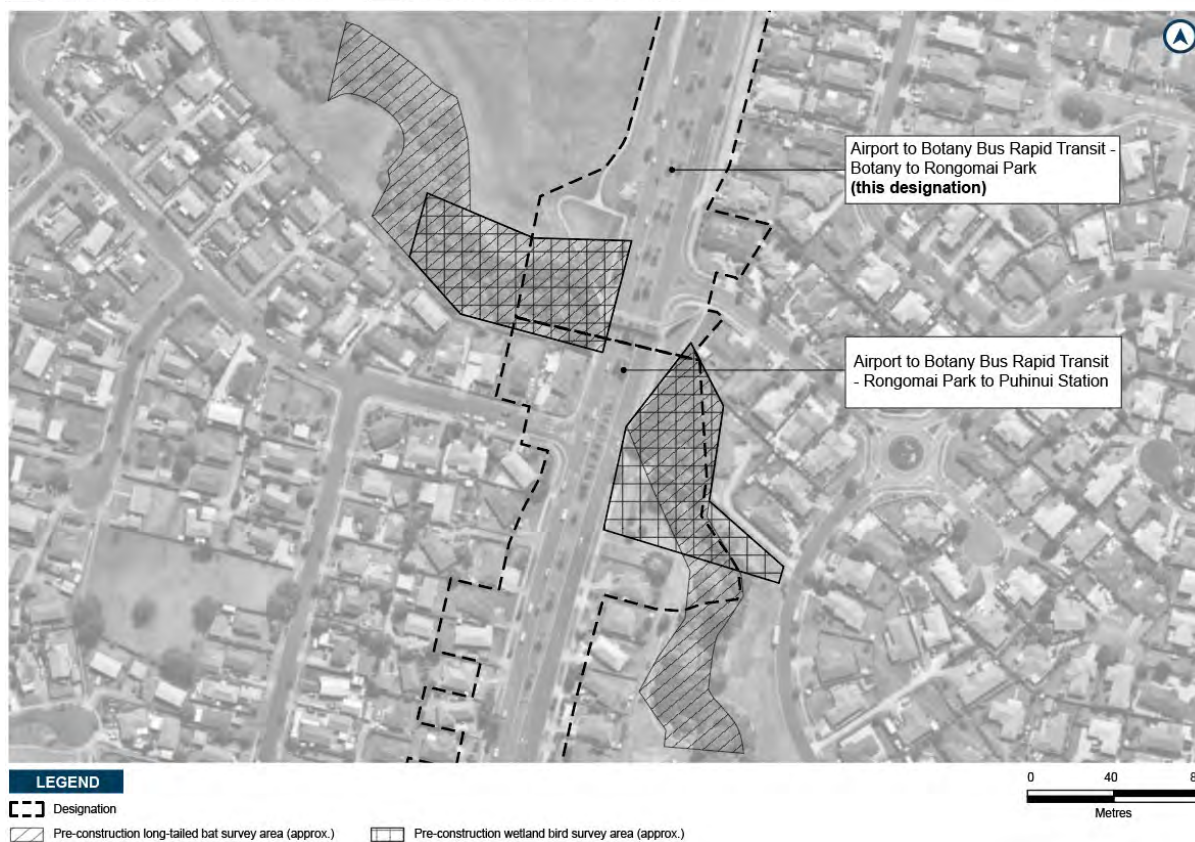 Airport to Botany Bus Rapid Transit -
Botany to Rongomai Park
(this designation)
Airport to Botany Bus Rapid Transit
- Rongomai Park to Puhinui Station
LEGEND
Designation
Pre-construction long-tailed bat survey area (approx.)
Pre-construction wetland bird survey area (approx.)
0 40 8
Metres